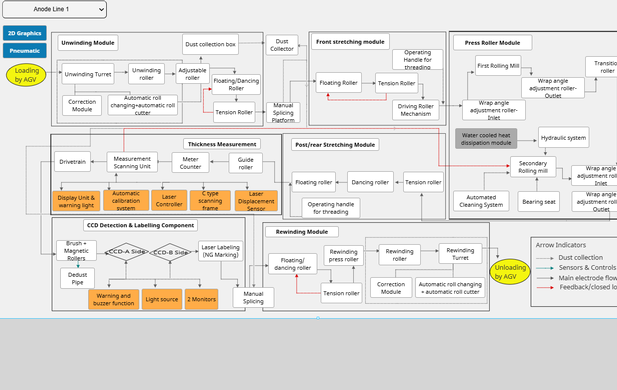 Anode Line 1
2D Graphics
Pneumatic
Loading
by AGV
Unwinding Module
Dust collection box
Dust
Collector
Unwinding Turret
Unwinding
roller
Adjustable
roller
Floating/Dancing
Roller
Correction
Module
Automatic roll
changing+automatic roll
cutter
Tension Roller
Manual
Splicing
Platform
Front stretching module
Operating
Handle for
threading
Floating Roller
Tension Roller
Driving Roller
Mechanism
Press Roller Module
First Rolling Mill
Wrap angle
adjustment roller-
Outlet
Wrap angle
adjustment roller-
Inlet
roller
Water cooled heat
dissipation module
Hydraulic system
Secondary
Rolling mill
Wrap angle
adjustment roll
Inlet
Automated
Cleaning System
Bearing seat
Wrap ang
adjustment roll
Outlet
Thickness Measurement
Drivetrain
Measurement
Scanning Unit
Meter
Counter
Guide
roller
Display Unit &
warning light
Automatic
calibration
system
Laser
Controller
C type
scanning
frame
Laser
Displacement
Sensor
Post/rear Stretching Module
Floating roller
Dancing roller
Tension roller
Operating handle
for threading
CCD Detection & Labelling Component
Brush +
Magnetic
Rollers
CCD-A Side
CCD-B Side
Laser Labeling
(NG Marking)
Dedust
Pipe
Warning and
buzzer function
Light source
2 Monitors
Manual
Splicing
Rewinding Module
Floating/
dancing roller
Rewinding
press roller
Tension roller
Rewinding
roller
Rewinding
Turret
Correction
Module
Automatic roll changing
+ automatic roll cutter
Unloading
by AGV
Arrow Indicators
Dust collection
Sensors & Controls
Main electrode flow
Feedback/closed lo